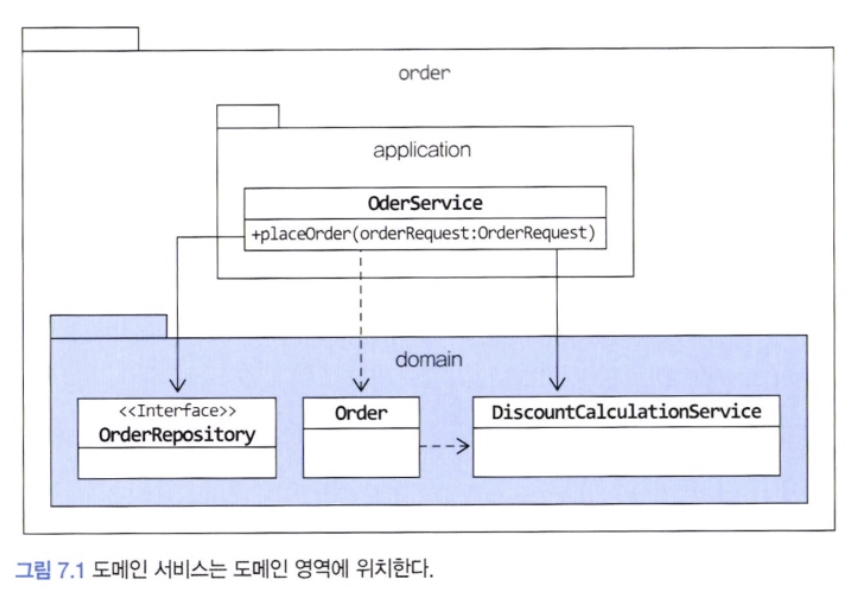 order
application
OderService
+placeOrder(orderRequest:OrderRequest)
domain
<<Interface>>
OrderRepository
Order
DiscountCalculationService
그림 7.1 도메인 서비스는 도메인 영역에 위치한다.